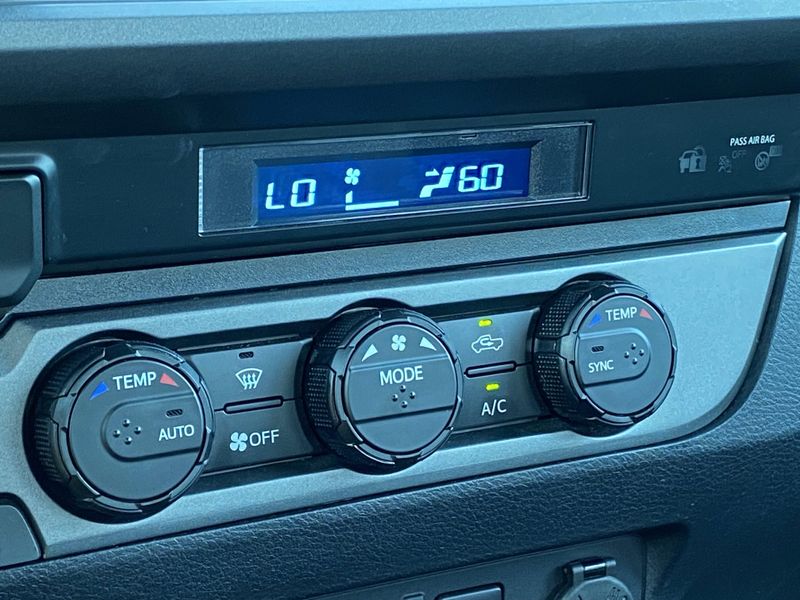 PASS AIR BAG
OFF
LO 60
TEMP
AUTO
OFF
MODE
A/C
TEMP
SYNC